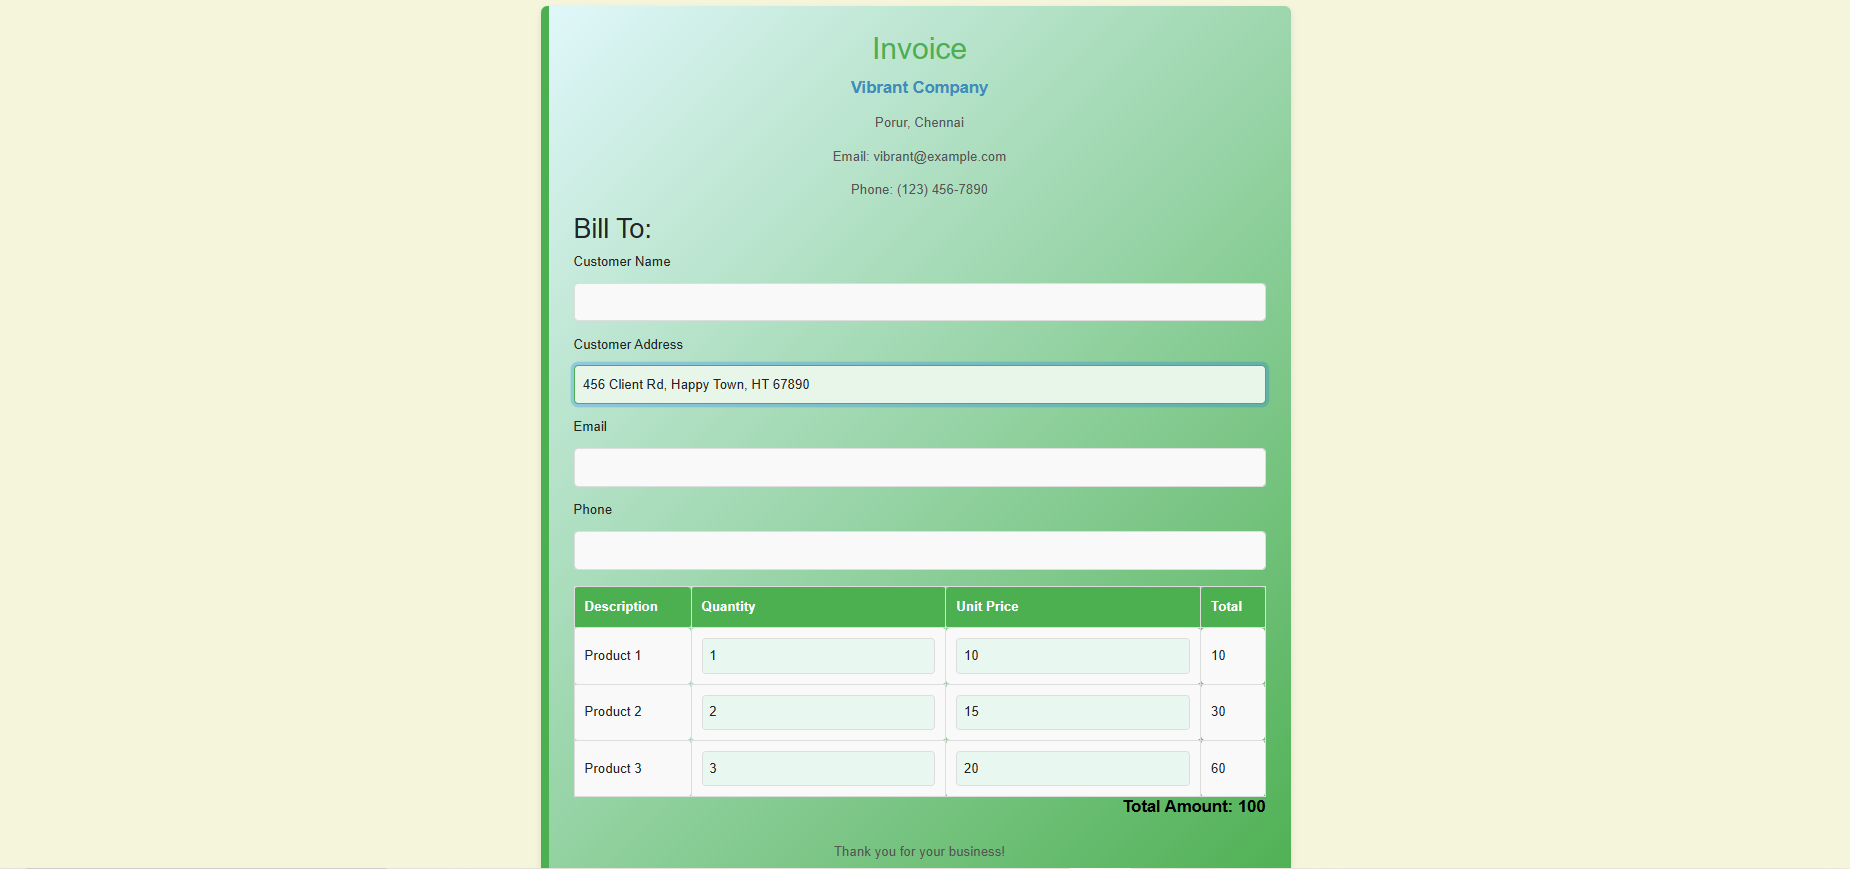 Invoice
Vibrant Company
Porur, Chennai
Email: vibrant@example.com
Phone: (123) 456-7890
Bill To:
Customer Name
Customer Address
456 Client Rd, Happy Town, HT 67890
Email
Phone
Description Quantity Unit Price Total
Product 1 1 10 10
Product 2 2 15 30
Product 3 3 20 60
Total Amount: 100
Thank you for your business!